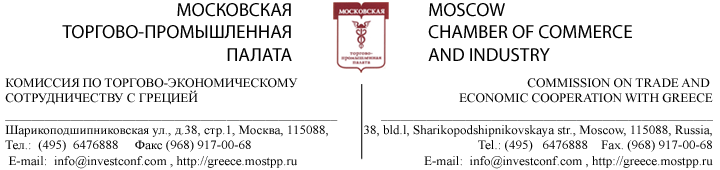 МОСКОВСКАЯ
ТОРГОВО-ПРОМЫШЛЕННАЯ
ПАЛАТА
МОСКОВСКАЯ
торгово-
промышленная
палата
MOSCOW
CHAMBER OF COMMERCE
AND INDUSTRY
КОМИССИЯ ПО ТОРГОВО-ЭКОНОМИЧЕСКОМУ
СОТРУДНИЧЕСТВУ С ГРЕЦИЕЙ
COMMISSION ON TRADE AND
ECONOMIC COOPERATION WITH GREECE
Шарикоподшипниковская ул., д.38, стр.1, Москва, 115088,
Тел.: (495) 6476888 Факс (968) 917-00-68
E-mail: info@investconf.com , http://greece.mostpp.ru
38, bld.l, Sharikopodshipnikovskaya str., Moscow, 115088, Russia,
Tel.: (495) 6476888 Fax. (968) 917-00-68
E-mail: info@investconf.com , http://greece.mostpp.ru